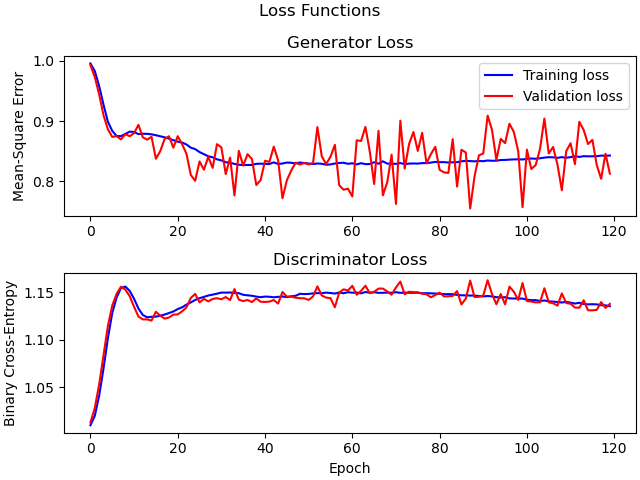 Loss Functions
Generator Loss
Mean-Square Error
1.0
0.9
0.8
Training loss
Validation loss
0 20 40 60 80 100 120
Discriminator Loss
Binary Cross-Entropy
1.15
1.10
1.05
0 20 40 60 80 100 120
Epoch